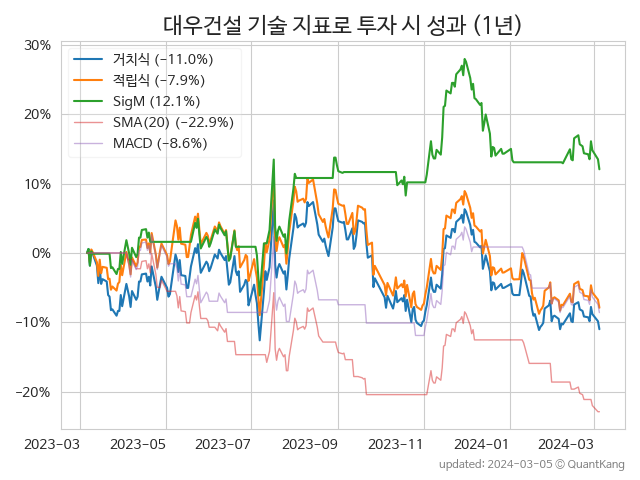 대우건설 기술 지표로 투자 시 성과 (1년)
30%
20%
10%
0%
−10%
−20%
거치식 (−11.0%)
적립식 (−7.9%)
SigM (12.1%)
SMA(20) (−22.9%)
MACD (−8.6%)
2023−03 2023−05 2023−07 2023−09 2023−11 2024−01 2024−03
updated: 2024−03−05 ⓒ QuantKang